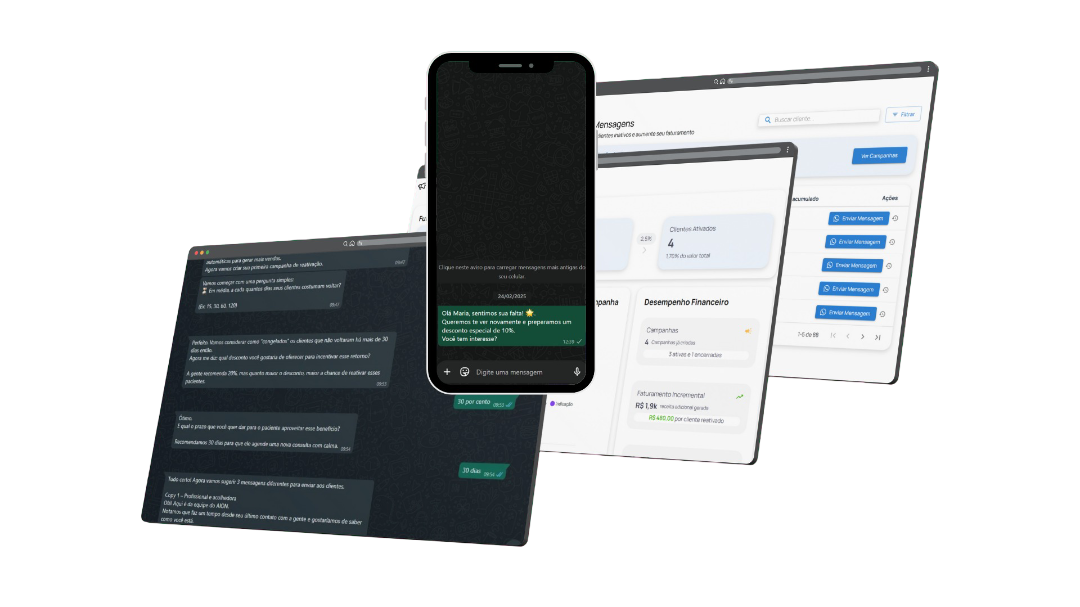 automáticos para gerar mais vendas.
Agora vamos criar sua primeira campanha de reativação.
Vamos começar com uma pergunta simples:
⏳ Em média a cada quantos dias seus clientes costumam voltar?
(Ex: 15, 30, 60, 120)
Perfeito! Vamos considerar como "congelados" os clientes que não voltaram há mais de 30
dias então.
Agora me diz: qual desconto você gostaria de oferecer para incentivar esse retorno?
A gente recomenda 20%, mas quanto maior o desconto, maior a chance de reativar esses
pacientes.
30 por cento 09:53
Ótimo.
E qual o prazo que você quer dar para o paciente aproveitar esse benefício?
Recomendamos 30 dias para que ele agende uma nova consulta com calma.
09:54
30 dias 09:54
Tudo certo! Agora vamos sugerir 3 mensagens diferentes para enviar aos clientes.
Copy 1 – Profissional e acolhedora
Olá! Aqui é da equipe do AION.
Notamos que faz um tempo desde seu último contato com a gente e gostaríamos de saber
como você está.
Clique neste aviso para carregar mensagens mais antigas do
seu celular.
24/02/2025
Olá Maria, sentimos sua falta! 🌟.
Queremos te ver novamente e preparamos um
desconto especial de 10%.
Você tem interesse?
12:20
Digite uma mensagem
Fu
2.5%
Clientes Ativados
4
1,70% do valor total
mpanha
Desempenho Financeiro
Campanhas
4 Campanhas já criadas
3 ativas e 1 encerradas
Faturamento Incremental
R$ 1,9k receita adicional gerada
R$ 480,00 por cliente reativado
Mensagens
clientes inativos e aumente seu faturamento
Buscar cliente
Filtrar
Ver Campanhas
acumulado Ações
Enviar Mensagem
Enviar Mensagem
Enviar Mensagem
Enviar Mensagem
Enviar Mensagem